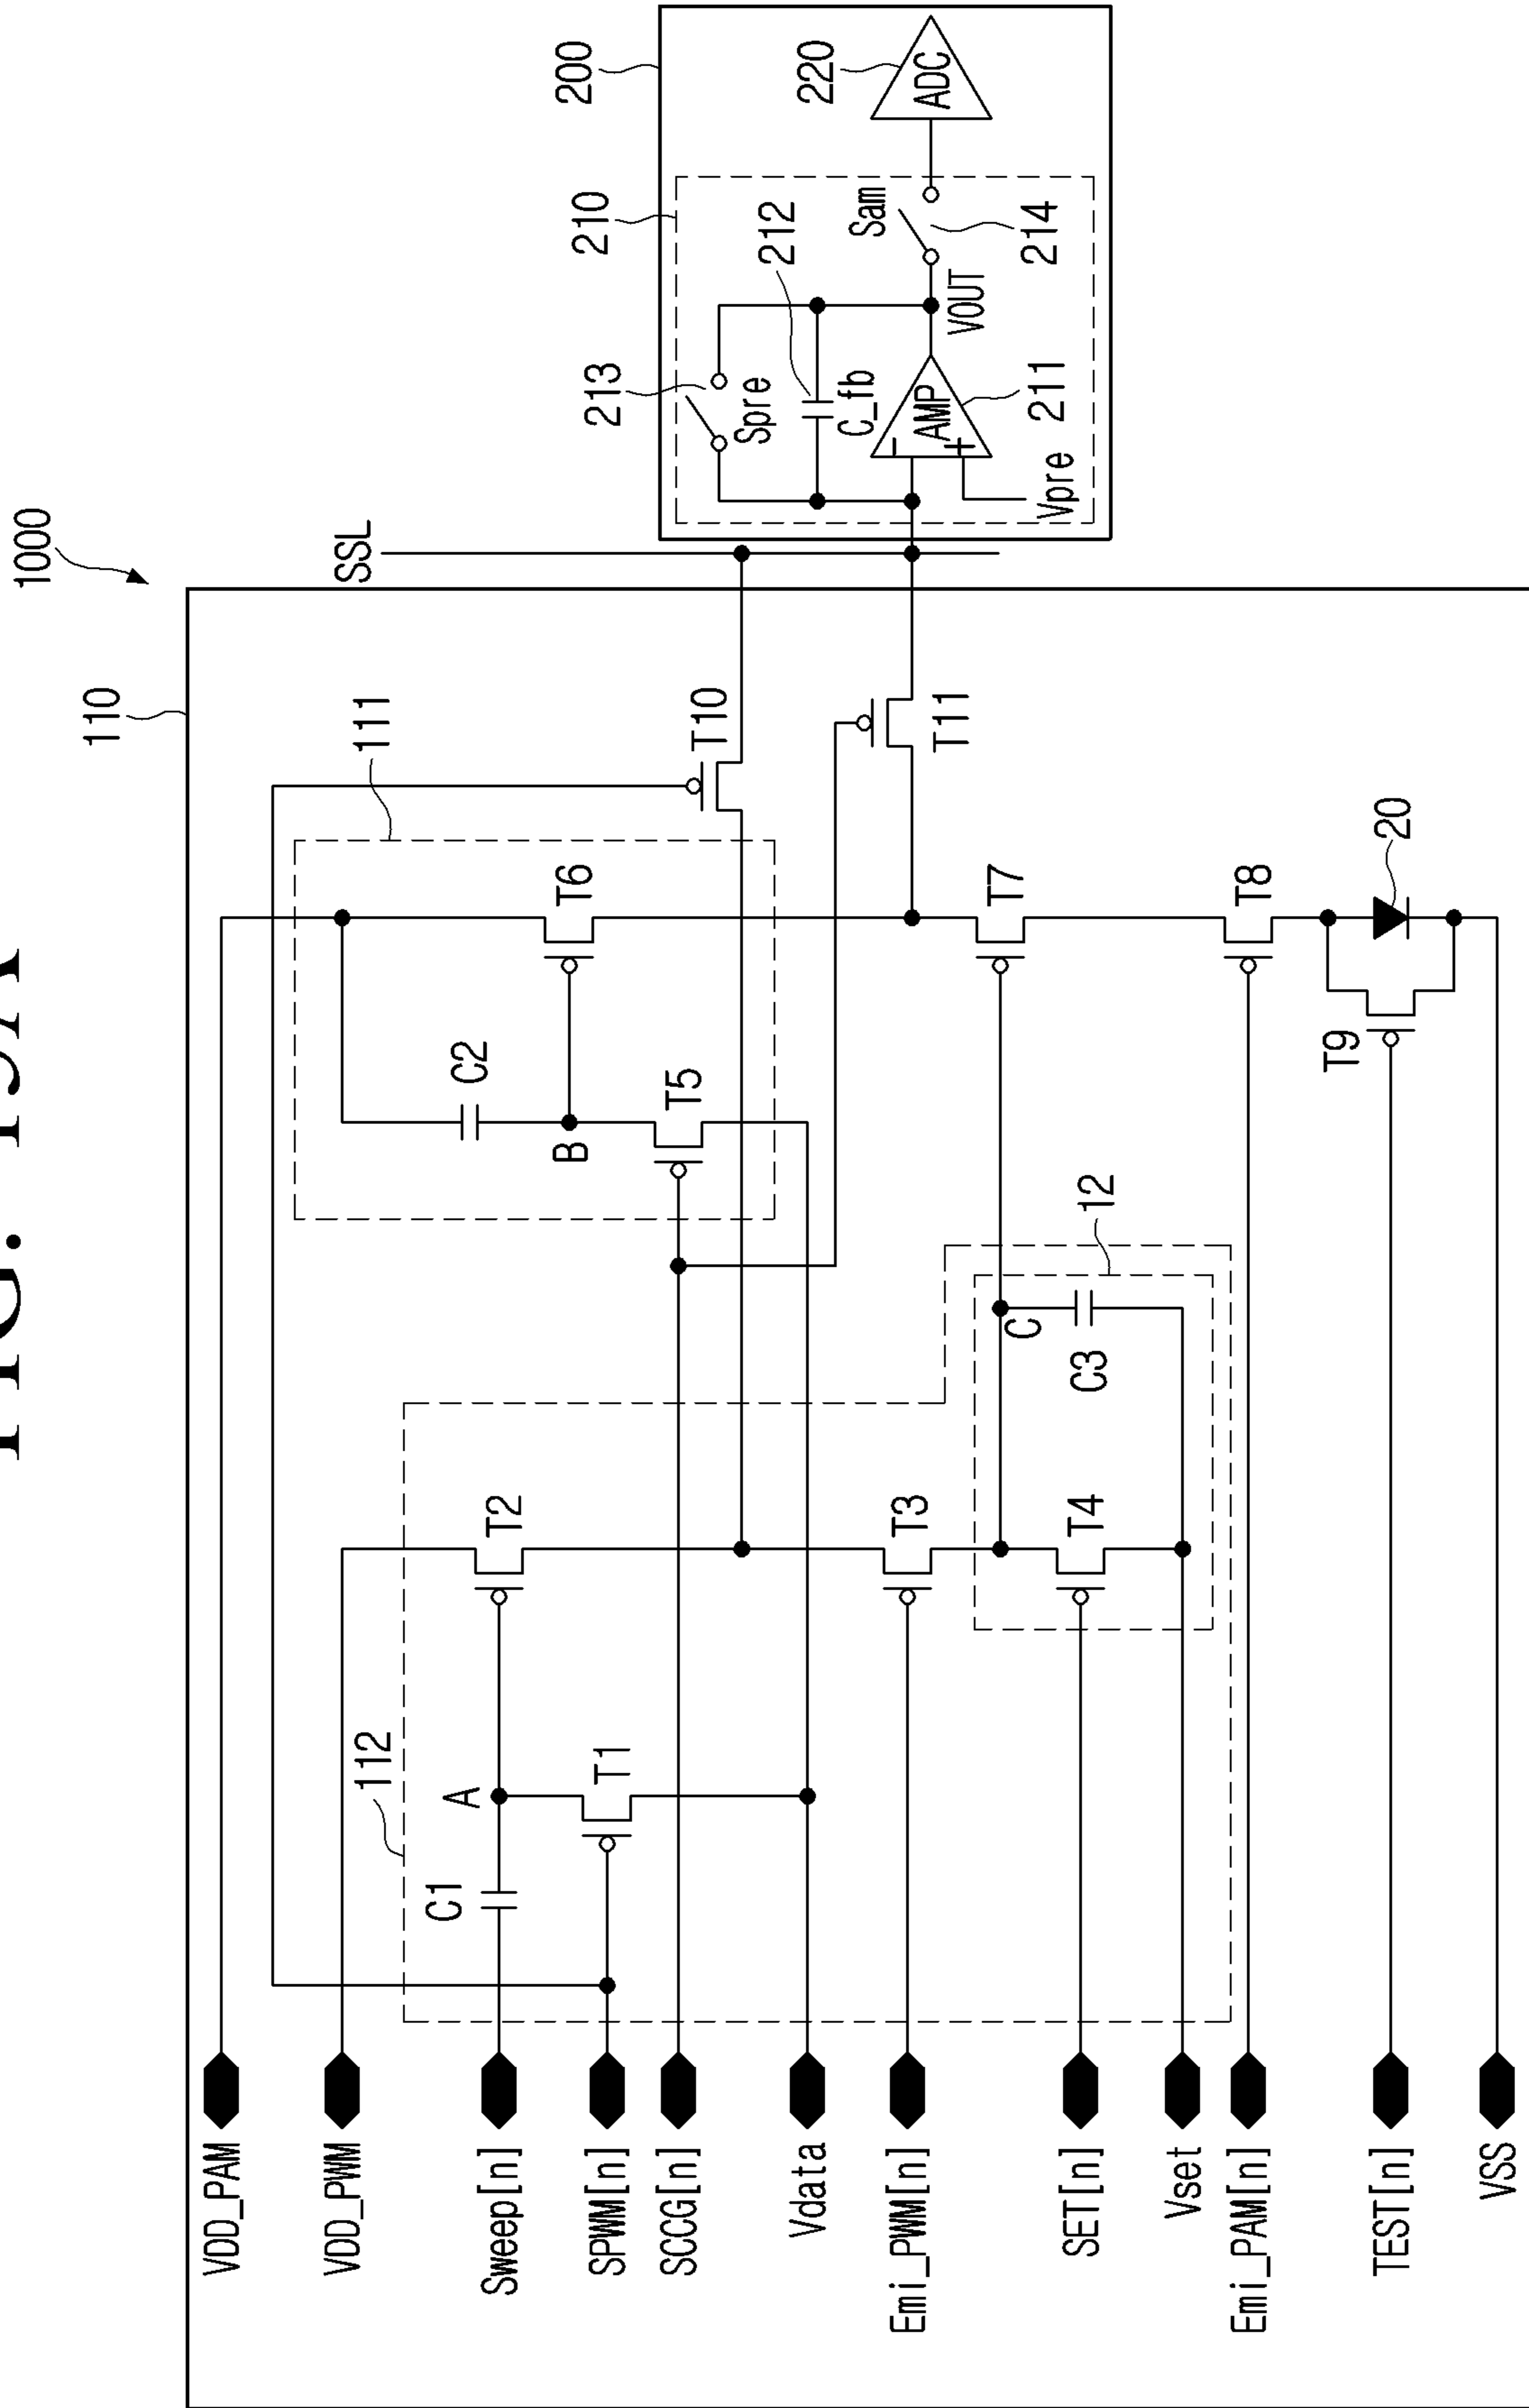 1000
110
VDD_PAM
VDD_PWM
Sweep[n]
SPWM[n]
SCCG[n]
Vdata
Emi_PWM[n]
SET[n]
Vset
Emi_PAM[n]
TEST[n]
VSS
112
C1
A
T1
T2
T3
T4
C
C3
12
111
C2
B
T5
T6
T10
T11
T7
T8
T9
20
SSL
200
210
213
Spre
212
C_fb
AMP
211
Vpre
VOUT
Sam
214
220
ADC